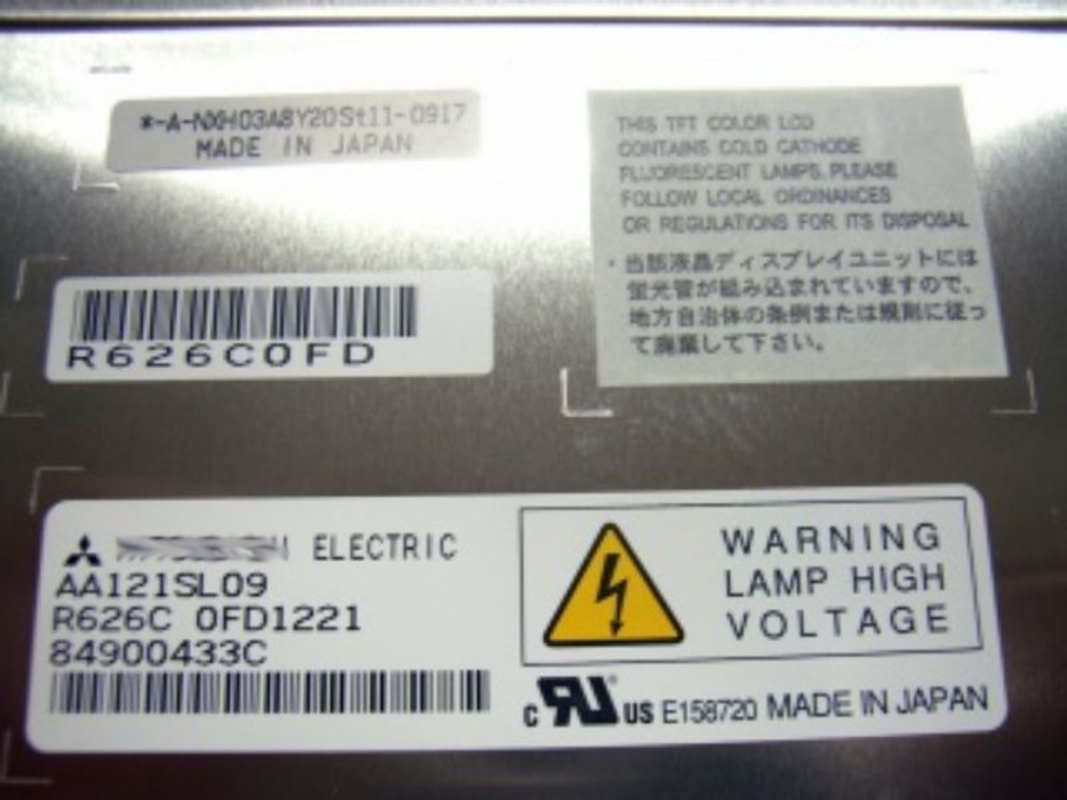 *-A-NXH03A8Y20St11-0917
MADE IN JAPAN
THIS TFT COLOR LCD
CONTAINS COLD CATHODE
FLUORESCENT LAMPS.PLEASE
FOLLOW LOCAL ORDINANCES
OR REGULATIONS FOR ITS DISPOSAL
・当該液晶ディスプレイユニットには
蛍光管が組み込まれていますので、
地方自治体の条例または規則に従っ
て廃棄して下さい。
R626C0FD
ELECTRIC
AA121SL09
R626C 0FD1221
84900433C
WARNING
LAMP HIGH
VOLTAGE
c RU US E158720 MADE IN JAPAN